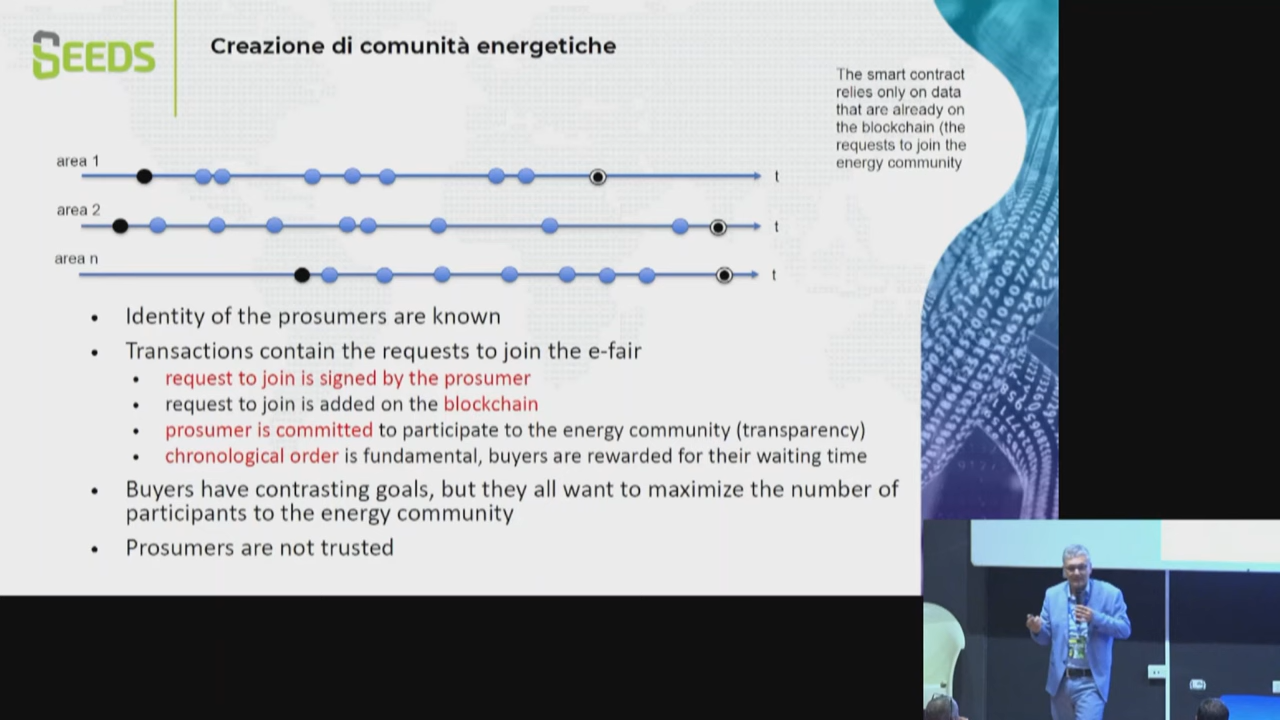 SEEDS
Creazione di comunità energetiche
The smart contract
relies only on data
that are already on
the blockchain (the
requests to join the
energy community
area 1
t
area 2
t
area n
t
• Identity of the prosumers are known
• Transactions contain the requests to join the e-fair
• request to join is signed by the prosumer
• request to join is added on the blockchain
• prosumer is committed to participate to the energy community (transparency)
• chronological order is fundamental, buyers are rewarded for their waiting time
• Buyers have contrasting goals, but they all want to maximize the number of
participants to the energy community
• Prosumers are not trusted